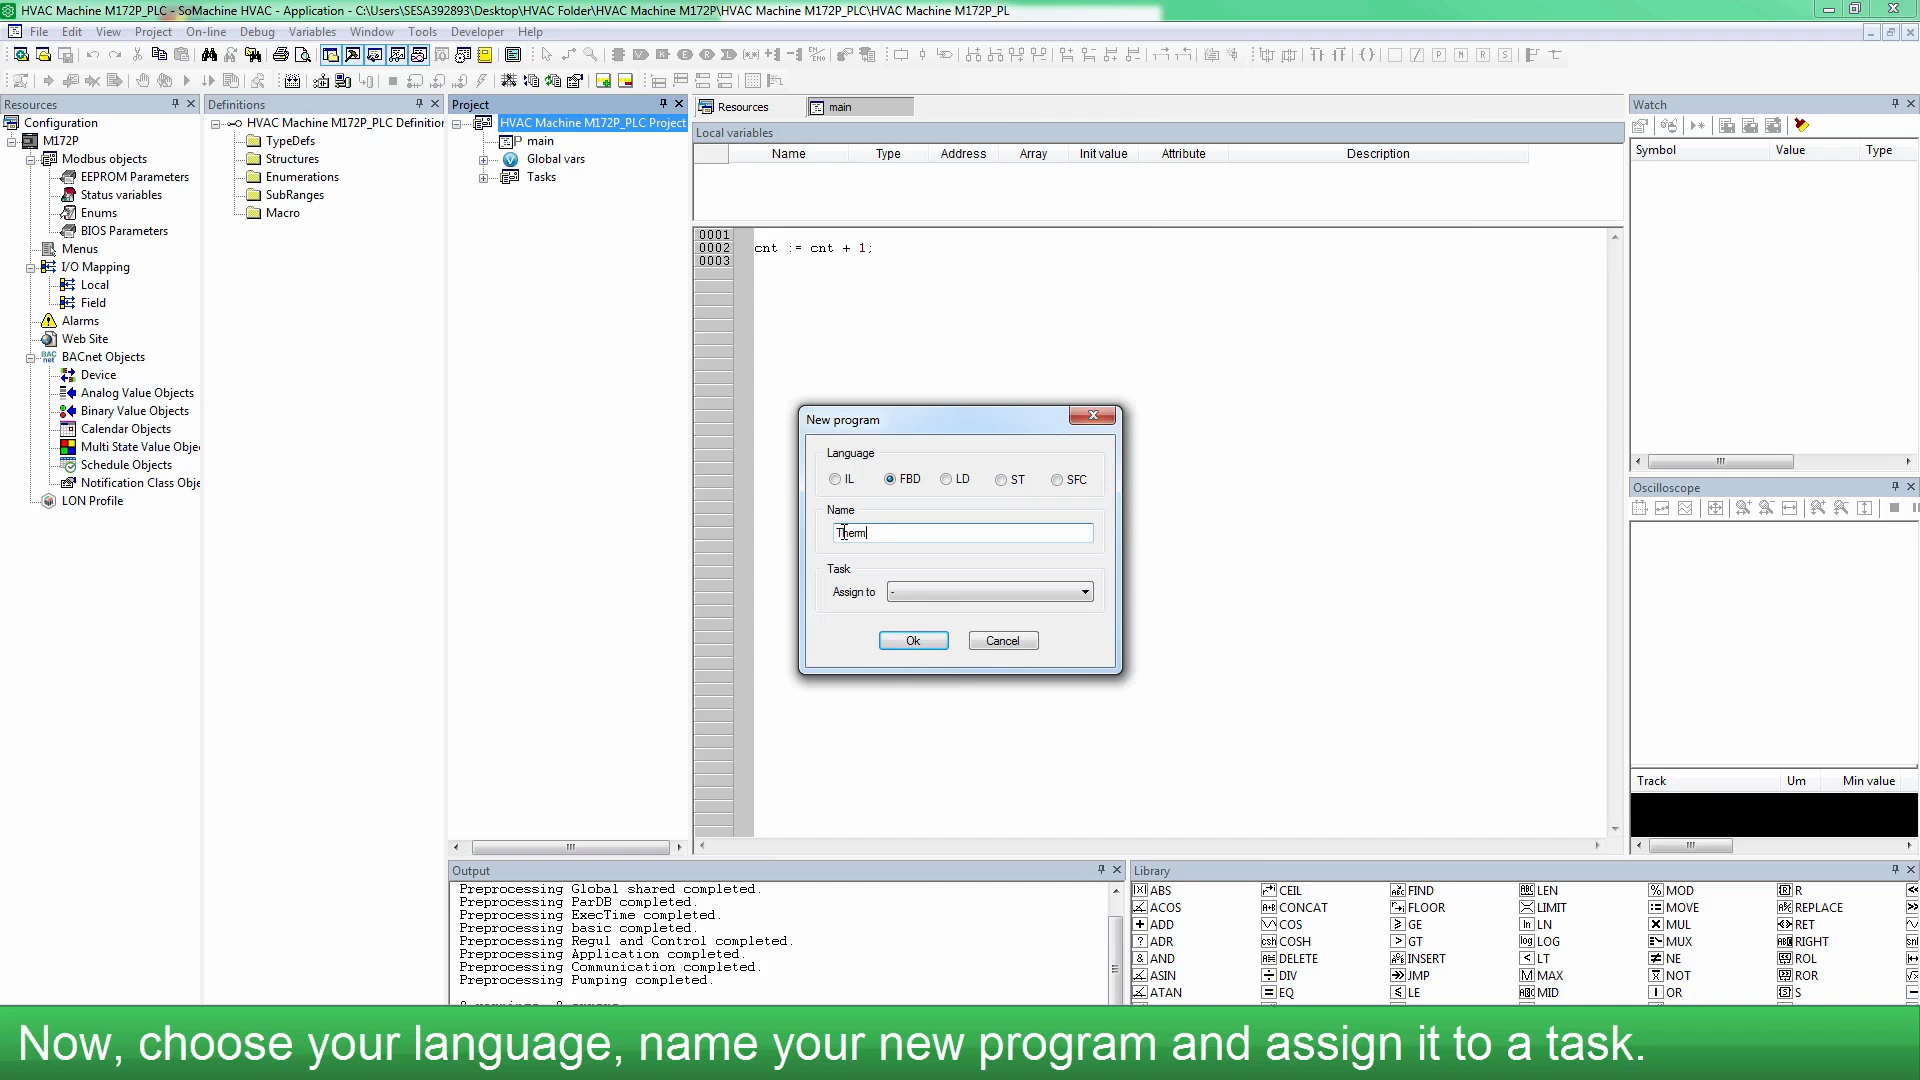 HVAC Machine M172P_PLC - SoMachine HVAC - Application - C:\Users\SESA392893\Desktop\HVAC Folder\HVAC Machine M172P\HVAC Machine M172P_PLC\HVAC Machine M172P_PL
File Edit View Project On-line Debug Variables Window Tools Developer Help
Resources
Configuration
M172P
Modbus objects
EEPROM Parameters
Status variables
Enums
BIOS Parameters
Menus
I/O Mapping
Local
Field
Alarms
Web Site
BACnet Objects
Device
Analog Value Objects
Binary Value Objects
Calendar Objects
Multi State Value Obje
Schedule Objects
Notification Class Obje
LON Profile
Definitions
HVAC Machine M172P_PLC Definition
TypeDefs
Structures
Enumerations
SubRanges
Macro
Project
HVAC Machine M172P_PLC Project
main
Global vars
Tasks
Resources main
Local variables
Name Type Address Array Init value Attribute Description
0001
0002 cnt := cnt + 1;
0003
New program
Language
IL FBD LD ST SFC
Name
Therm
Task
Assign to -
Ok Cancel
Watch
Symbol Value Type
Oscilloscope
Track Um Min value
Output
Preprocessing Global shared completed.
Preprocessing ParDB completed.
Preprocessing ExecTime completed.
Preprocessing basic completed.
Preprocessing Regul and Control completed.
Preprocessing Application completed.
Preprocessing Communication completed.
Preprocessing Pumping completed.
Library
ABS CEIL FIND LEN MOD R
ACOS CONCAT FLOOR LIMIT MOVE REPLACE
ADD COS GE LN MUL RET
ADR COSH GT LOG MUX RIGHT
AND DELETE INSERT LT NE ROL
ASIN DIV JMP MAX NOT ROR
ATAN EQ LE MID OR S
Now, choose your language, name your new program and assign it to a task.